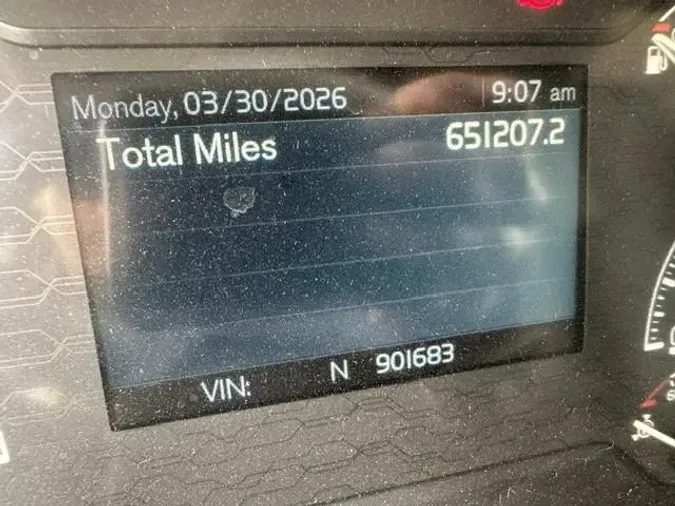 Monday, 03/30/2026 9:07 am
Total Miles 651207.2
VIN: N 901683